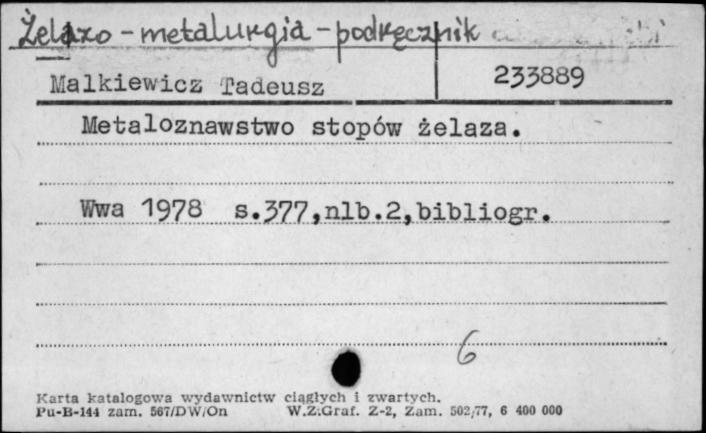 Żelazo - metalurgia - podręcznik
Malkiewicz Tadeusz 233889
Metaloznawstwo stopów żelaza.
Wwa 1978 s.377,nlb.2,bibliogr.
6
Karta katalogowa wydawnictw ciągłych i zwartych.
Pu-B-144 zam. 567/DW/On W.Z.Graf. Z-2, Zam. 502/77, 6 400 000